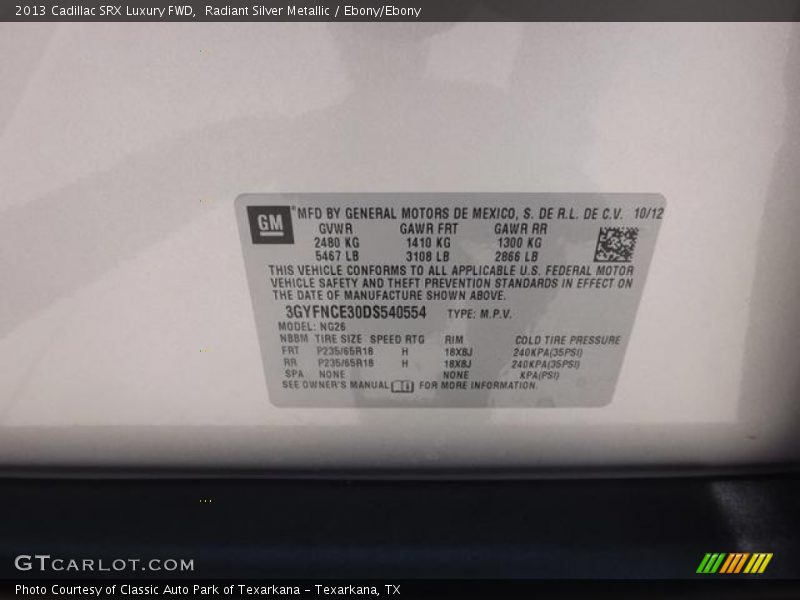 2013 Cadillac SRX Luxury FWD,  Radiant Silver Metallic / Ebony/Ebony
GM ® MFD BY GENERAL MOTORS DE MEXICO, S. DE R.L. DE C.V. 10/12
GVWR GAWR FRT GAWR RR
2480 KG 1410 KG 1300 KG
5467 LB 3108 LB 2866 LB
THIS VEHICLE CONFORMS TO ALL APPLICABLE U.S. FEDERAL MOTOR
VEHICLE SAFETY AND THEFT PREVENTION STANDARDS IN EFFECT ON
THE DATE OF MANUFACTURE SHOWN ABOVE.
3GYFNCE30DS540554 TYPE: M.P.V.
MODEL: NG26
NBBM TIRE SIZE SPEED RTG RIM COLD TIRE PRESSURE
FRT P235/65R18 H 18X8J 240KPA(35PSI)
RR P235/65R18 H 18X8J 240KPA(35PSI)
SPA NONE NONE KPA(PSI)
SEE OWNER'S MANUAL FOR MORE INFORMATION.
GTCARLOT.COM
Photo Courtesy of Classic Auto Park of Texarkana - Texarkana, TX